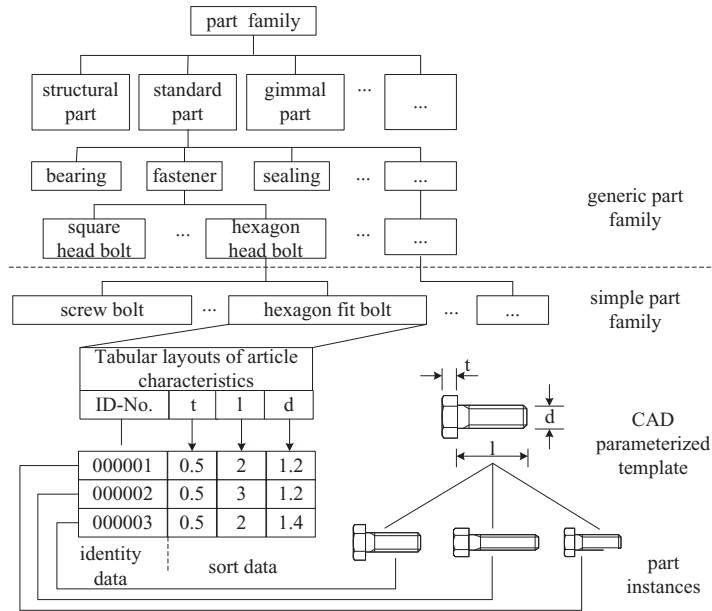 part family
structural part
standard part
gimmal part
...
...
bearing
fastener
sealing
...
...
generic part family
square head bolt
...
hexagon head bolt
...
...
screw bolt
...
hexagon fit bolt
...
...
simple part family
Tabular layouts of article characteristics
ID-No. t l d
000001 0.5 2 1.2
000002 0.5 3 1.2
000003 0.5 2 1.4
identity data
sort data
t
d
l
CAD parameterized template
part instances